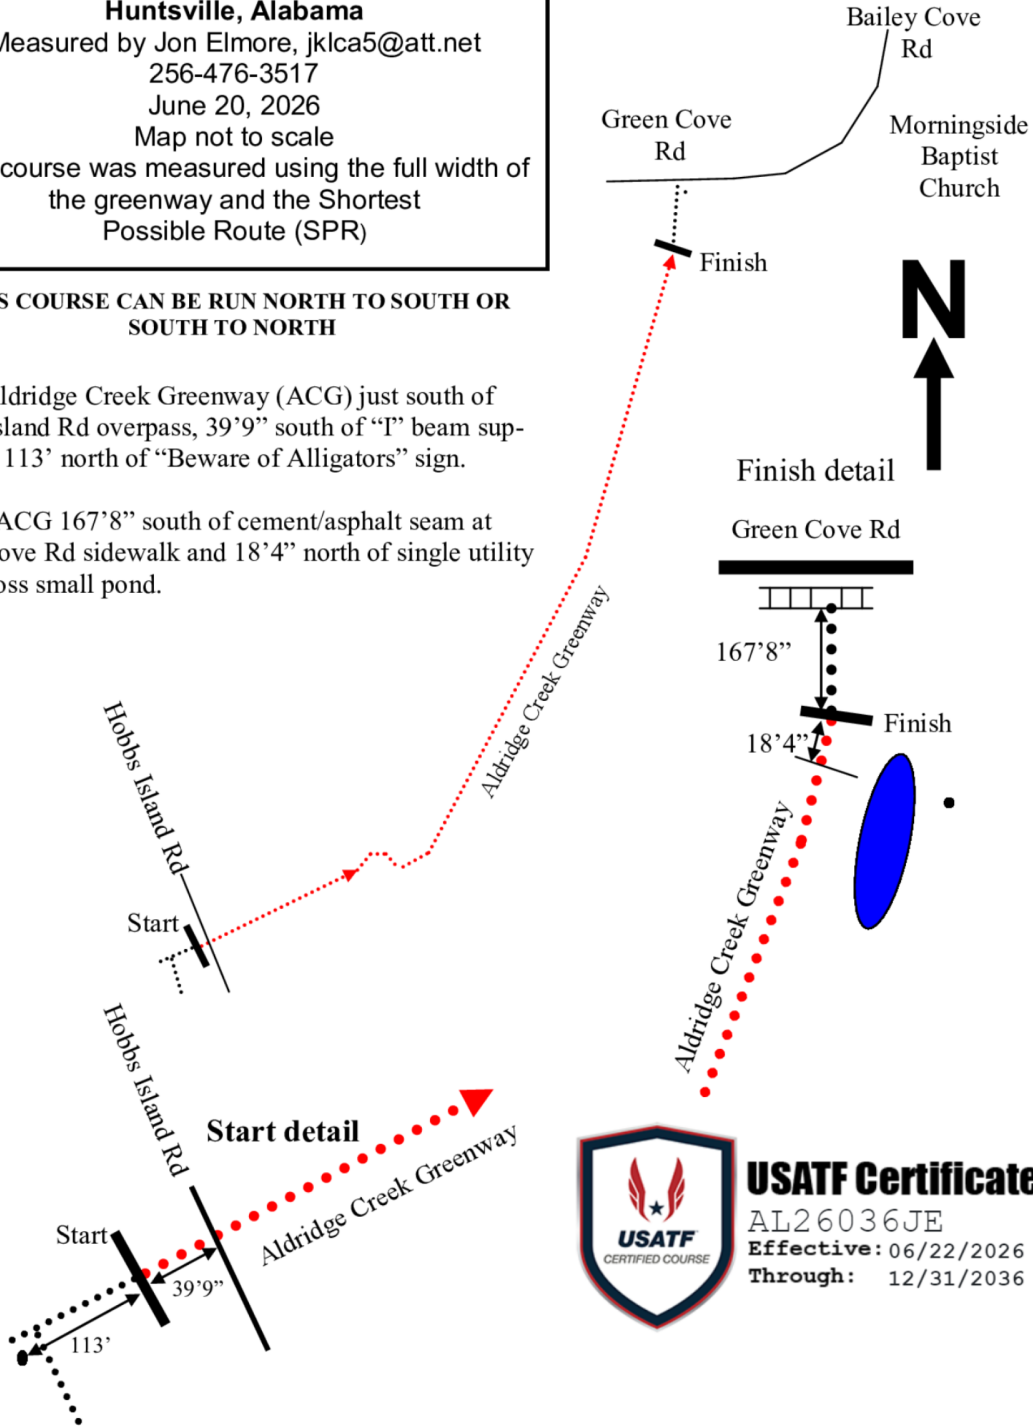 Huntsville, Alabama
Measured by Jon Elmore, jklca5@att.net
256-476-3517
June 20, 2026
Map not to scale
course was measured using the full width of
the greenway and the Shortest
Possible Route (SPR)
S COURSE CAN BE RUN NORTH TO SOUTH OR
SOUTH TO NORTH
ldridge Creek Greenway (ACG) just south of
sland Rd overpass, 39’9” south of “I” beam sup-
113’ north of “Beware of Alligators” sign.
ACG 167’8” south of cement/asphalt seam at
ove Rd sidewalk and 18’4” north of single utility
oss small pond.
Bailey Cove
Rd
Green Cove
Rd
Morningside
Baptist
Church
Finish
N
Finish detail
Green Cove Rd
167’8”
Finish
18’4”
Aldridge Creek Greenway
Aldridge Creek Greenway
Hobbs Island Rd
Start
Hobbs Island Rd
Start detail
Aldridge Creek Greenway
Start
39’9”
113’
USATF
CERTIFIED COURSE
USATF Certificate
AL26036JE
Effective: 06/22/2026
Through: 12/31/2036